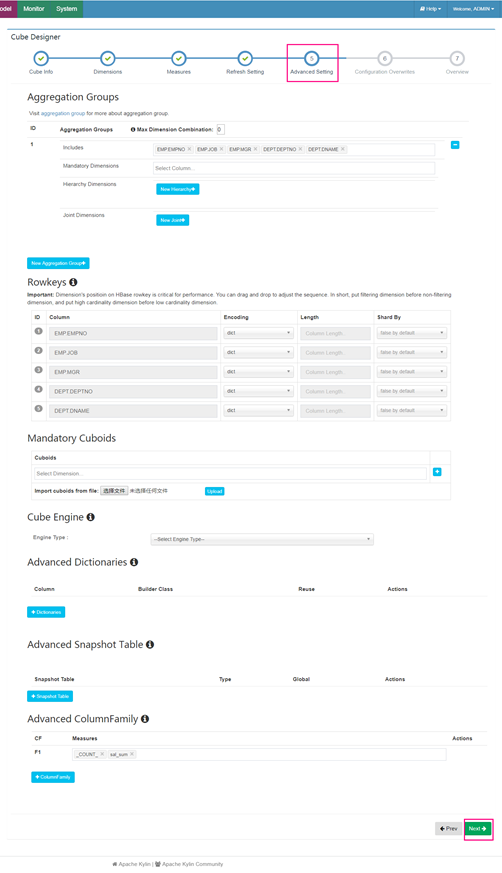 odel Monitor System Help Welcome, ADMIN
Cube Designer
5 6 7
Cube Info Dimensions Measures Refresh Setting Advanced Setting Configuration Overwrites Overview
Aggregation Groups
Visit aggregation group for more about aggregation group.
ID Aggregation Groups Max Dimension Combination: 0
1 Includes EMP.EMPNO × EMP.JOB × EMP.MGR × DEPT.DEPTNO × DEPT.DNAME ×
Mandatory Dimensions Select Column...
Hierarchy Dimensions New Hierarchy+
Joint Dimensions New Joint+
New Aggregation Group+
Rowkeys
Important: Dimension's position on HBase rowkey is critical for performance. You can drag and drop to adjust the sequence. In short, put filtering dimension before non-filtering
dimension, and put high cardinality dimension before low cardinality dimension.
ID Column Encoding Length Shard By
1 EMP.EMPNO dict Column Length false by default
2 EMP.JOB dict Column Length false by default
3 EMP.MGR dict Column Length false by default
4 DEPT.DEPTNO dict Column Length false by default
5 DEPT.DNAME dict Column Length false by default
Mandatory Cuboids
Cuboids
Select Dimension... +
Import cuboids from file: 选择文件 未选择任何文件 Upload
Cube Engine
Engine Type : --Select Engine Type--
Advanced Dictionaries
Column Builder Class Reuse Actions
+ Dictionaries
Advanced Snapshot Table
Snapshot Table Type Global Actions
+ Snapshot Table
Advanced ColumnFamily
CF Measures Actions
F1 _COUNT_ × sal_sum ×
+ ColumnFamily
Prev Next
Apache Kylin | Apache Kylin Community